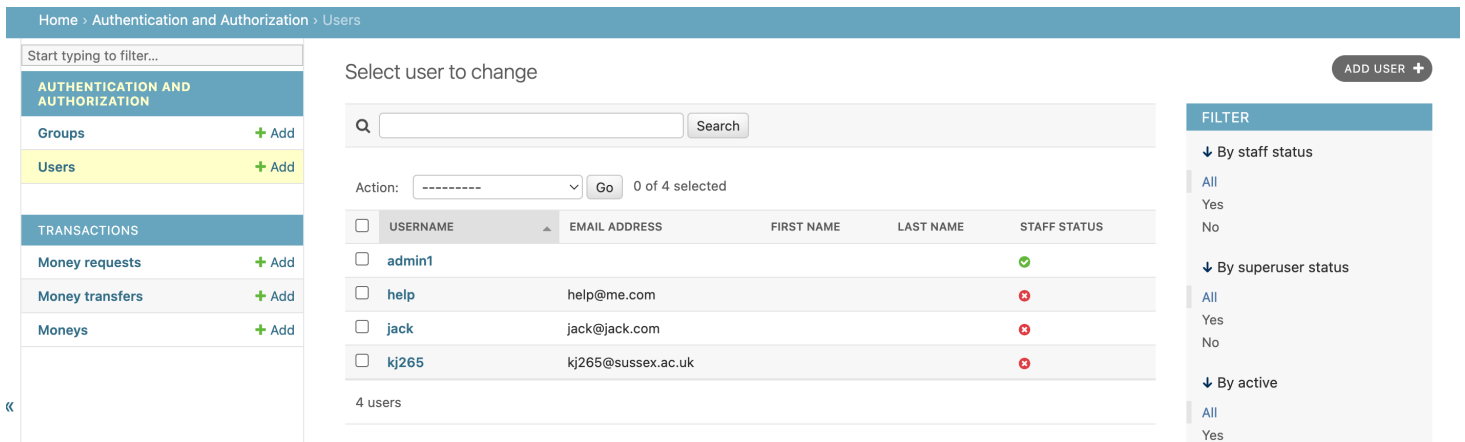 Home › Authentication and Authorization › Users
Start typing to filter...
AUTHENTICATION AND
AUTHORIZATION
Groups + Add
Users + Add
TRANSACTIONS
Money requests + Add
Money transfers + Add
Moneys + Add
«
Select user to change
ADD USER +
Search
Action: --------- Go 0 of 4 selected
USERNAME EMAIL ADDRESS FIRST NAME LAST NAME STAFF STATUS
admin1
help help@me.com
jack jack@jack.com
kj265 kj265@sussex.ac.uk
4 users
FILTER
↓ By staff status
All
Yes
No
↓ By superuser status
All
Yes
No
↓ By active
All
Yes